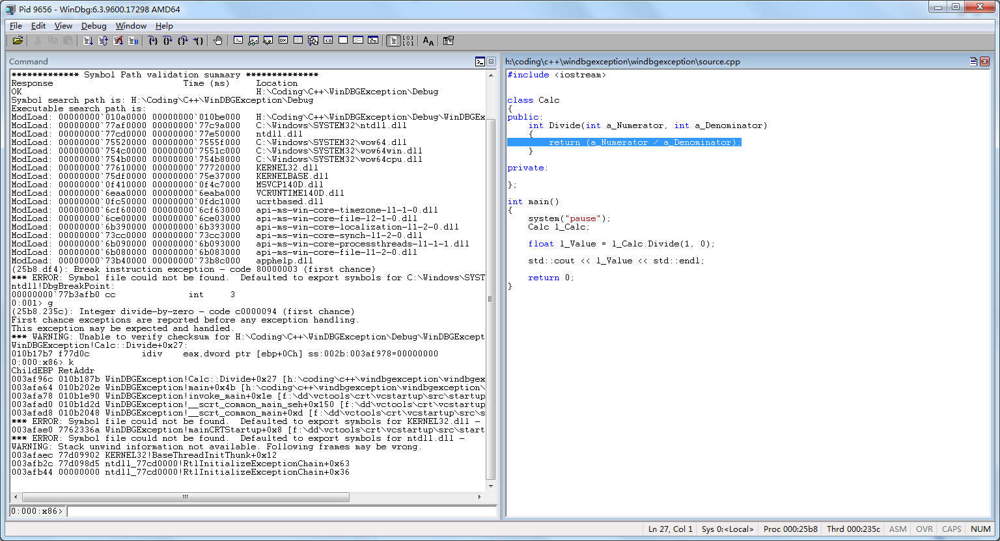 Pid 9656 - WinDbg:6.3.9600.17298 AMD64
File Edit View Debug Window Help
Command
************* Symbol Path validation summary **************
Response                         Time (ms)     Location
OK                                             H:\Coding\C++\WinDBGException\Debug
Symbol search path is: H:\Coding\C++\WinDBGException\Debug
Executable search path is:
ModLoad: 00000000`010a0000 00000000`010be000   H:\Coding\C++\WinDBGException\Debug\WinDBGEx
ModLoad: 00000000`77af0000 00000000`77c9a000   C:\Windows\SYSTEM32\ntdll.dll
ModLoad: 00000000`77cd0000 00000000`77e50000   ntdll.dll
ModLoad: 00000000`75520000 00000000`7555f000   C:\Windows\SYSTEM32\wow64.dll
ModLoad: 00000000`754c0000 00000000`7551c000   C:\Windows\SYSTEM32\wow64win.dll
ModLoad: 00000000`754b0000 00000000`754b8000   C:\Windows\SYSTEM32\wow64cpu.dll
ModLoad: 00000000`77610000 00000000`77720000   KERNEL32.dll
ModLoad: 00000000`75df0000 00000000`75e37000   KERNELBASE.dll
ModLoad: 00000000`0f410000 00000000`0f4c7000   MSVCP140D.dll
ModLoad: 00000000`6eaa0000 00000000`6eaba000   VCRUNTIME140D.dll
ModLoad: 00000000`0fc50000 00000000`0fdc1000   ucrtbased.dll
ModLoad: 00000000`6cf60000 00000000`6cf63000   api-ms-win-core-timezone-l1-1-0.dll
ModLoad: 00000000`6ce00000 00000000`6ce03000   api-ms-win-core-file-l2-1-0.dll
ModLoad: 00000000`6b390000 00000000`6b393000   api-ms-win-core-localization-l1-2-0.dll
ModLoad: 00000000`73cc0000 00000000`73cc3000   api-ms-win-core-synch-l1-2-0.dll
ModLoad: 00000000`6b090000 00000000`6b093000   api-ms-win-core-processthreads-l1-1-1.dll
ModLoad: 00000000`6b080000 00000000`6b083000   api-ms-win-core-file-l1-2-0.dll
ModLoad: 00000000`73b40000 00000000`73b8c000   apphelp.dll
(25b8.df4): Break instruction exception - code 80000003 (first chance)
*** ERROR: Symbol file could not be found.  Defaulted to export symbols for C:\Windows\SYST
ntdll!DbgBreakPoint:
00000000`77b3afb0 cc              int     3
0:001> g
(25b8.235c): Integer divide-by-zero - code c0000094 (first chance)
First chance exceptions are reported before any exception handling.
This exception may be expected and handled.
*** WARNING: Unable to verify checksum for H:\Coding\C++\WinDBGException\Debug\WinDBGExcept
WinDBGException!Calc::Divide+0x27:
010b17b7 f77d0c          idiv    eax,dword ptr [ebp+0Ch] ss:002b:003af978=00000000
0:000:x86> k
ChildEBP RetAddr
003af96c 010b187b WinDBGException!Calc::Divide+0x27 [h:\coding\c++\windbgexception\windbgex
003afa64 010b202e WinDBGException!main+0x4b [h:\coding\c++\windbgexception\windbgexception\
003afa78 010b1e90 WinDBGException!invoke_main+0x1e [f:\dd\vctools\crt\vcstartup\src\startup
003afad0 010b1d2d WinDBGException!__scrt_common_main_seh+0x150 [f:\dd\vctools\crt\vcstartup
003afad8 010b2048 WinDBGException!__scrt_common_main+0xd [f:\dd\vctools\crt\vcstartup\src\s
*** ERROR: Symbol file could not be found.  Defaulted to export symbols for KERNEL32.dll -
003afae0 7762336a WinDBGException!mainCRTStartup+0x8 [f:\dd\vctools\crt\vcstartup\src\start
*** ERROR: Symbol file could not be found.  Defaulted to export symbols for ntdll.dll -
WARNING: Stack unwind information not available. Following frames may be wrong.
003afaec 77d09902 KERNEL32!BaseThreadInitThunk+0x12
003afb2c 77d098d5 ntdll_77cd0000!RtlInitializeExceptionChain+0x63
003afb44 00000000 ntdll_77cd0000!RtlInitializeExceptionChain+0x36
0:000:x86>
h:\coding\c++\windbgexception\windbgexception\source.cpp
#include <iostream>
class Calc
{
public:
    int Divide(int a_Numerator, int a_Denominator)
    {
        return (a_Numerator / a_Denominator);
    }
private:
};
int main()
{
    system("pause");
    Calc l_Calc;
    float l_Value = l_Calc.Divide(1, 0);
    std::cout << l_Value << std::endl;
    return 0;
}
Ln 27, Col 1 Sys 0:<Local> Proc 000:25b8 Thrd 000:235c ASM OVR CAPS NUM